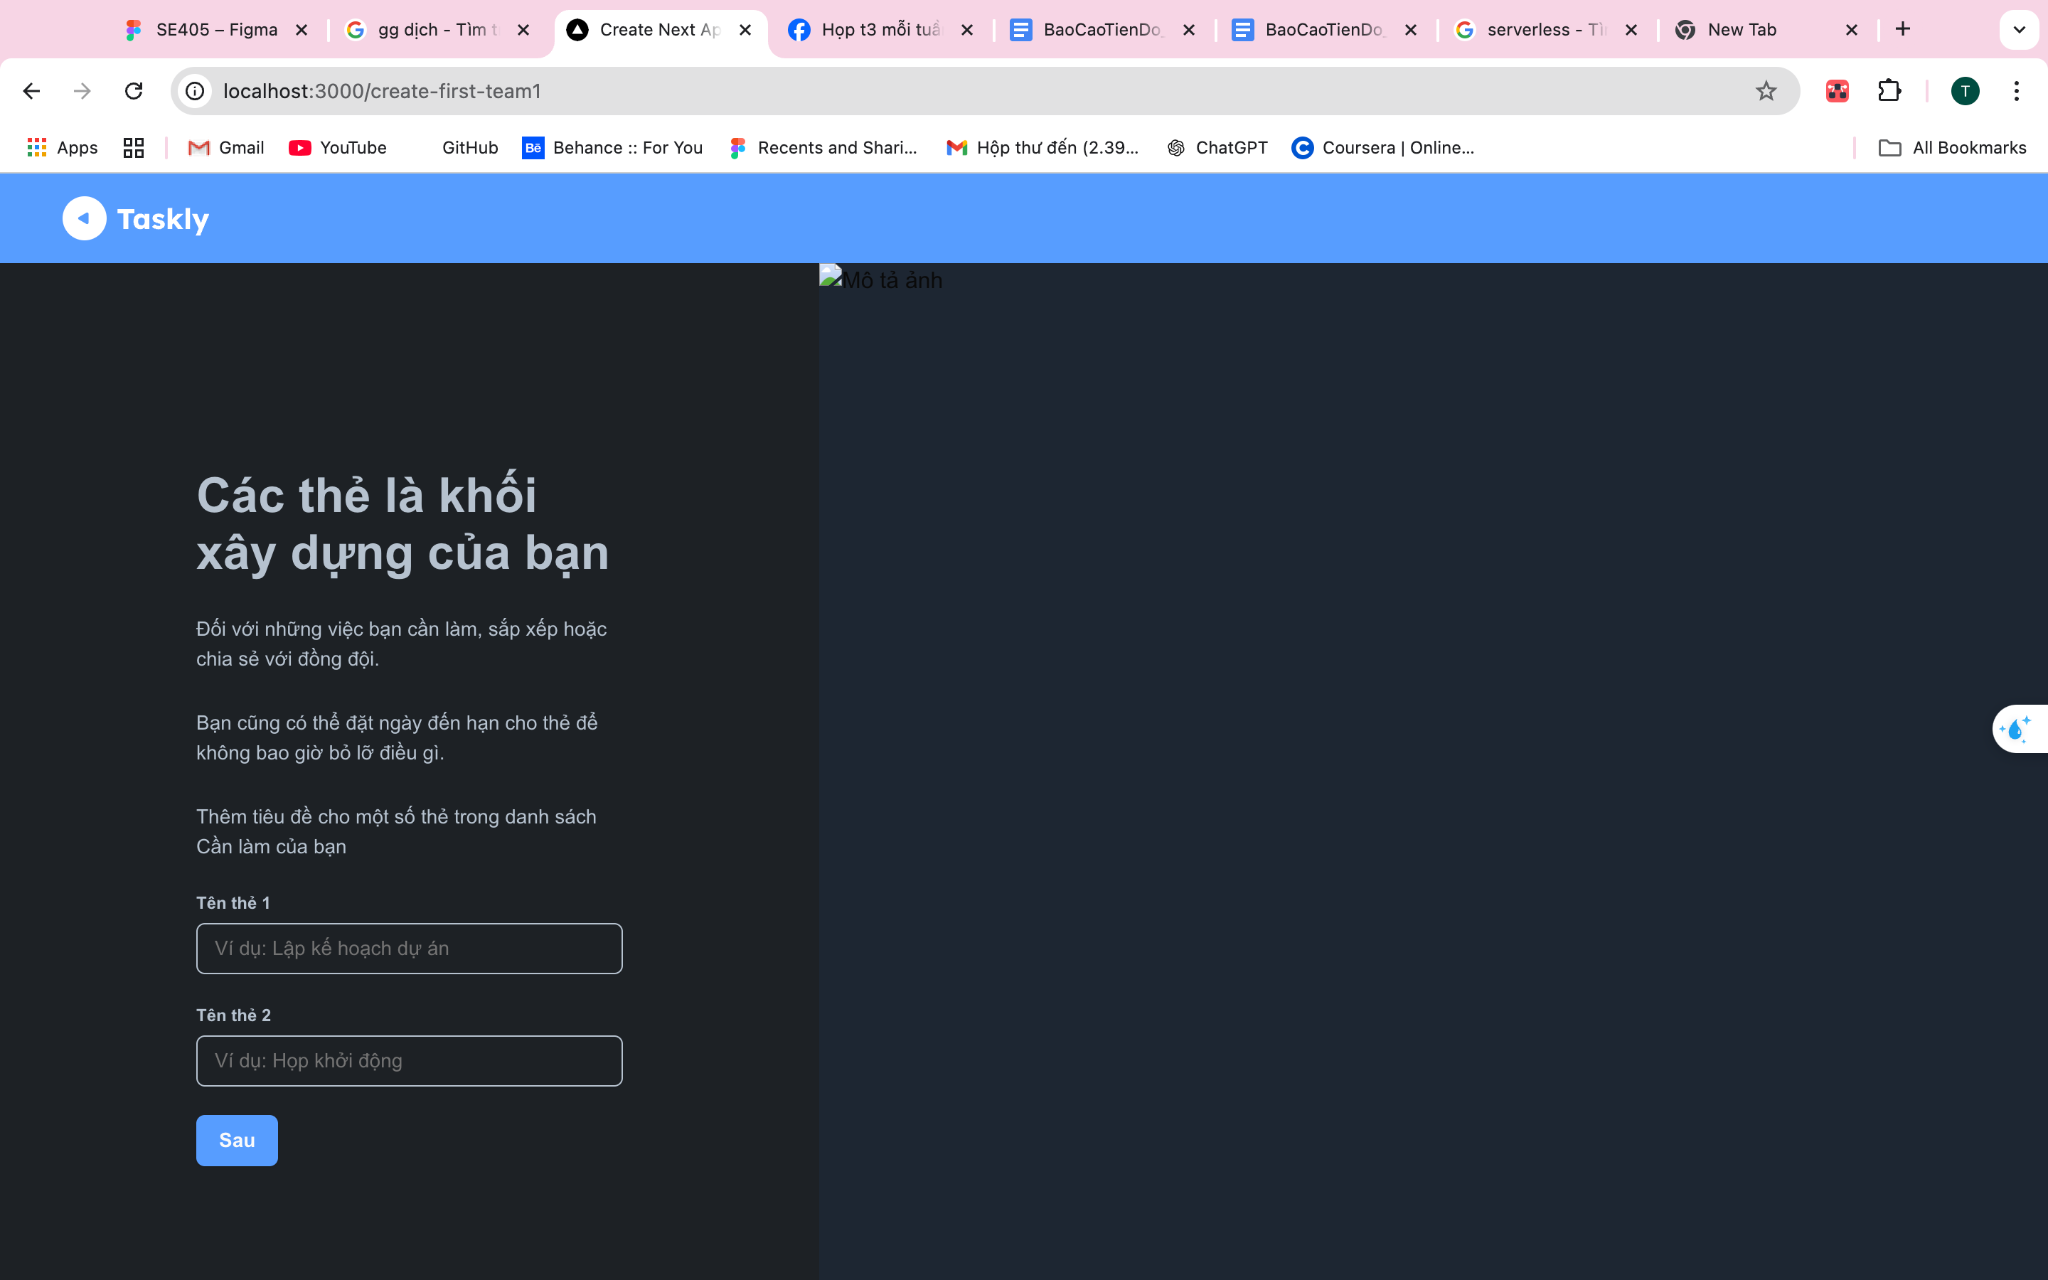 SE405 – Figma
gg dịch - Tìm t
Create Next Ap
Họp t3 mỗi tuầ
BaoCaoTienDo_
BaoCaoTienDo_
serverless - Tì
New Tab
localhost:3000/create-first-team1
T
Apps
Gmail
YouTube
GitHub
Bē
Behance :: For You
Recents and Shari...
Hộp thư đến (2.39...
ChatGPT
Coursera | Online...
All Bookmarks
Taskly
Mô tả ảnh
Các thẻ là khối
xây dựng của bạn
Đối với những việc bạn cần làm, sắp xếp hoặc
chia sẻ với đồng đội.
Bạn cũng có thể đặt ngày đến hạn cho thẻ để
không bao giờ bỏ lỡ điều gì.
Thêm tiêu đề cho một số thẻ trong danh sách
Cần làm của bạn
Tên thẻ 1
Ví dụ: Lập kế hoạch dự án
Tên thẻ 2
Ví dụ: Họp khởi động
Sau